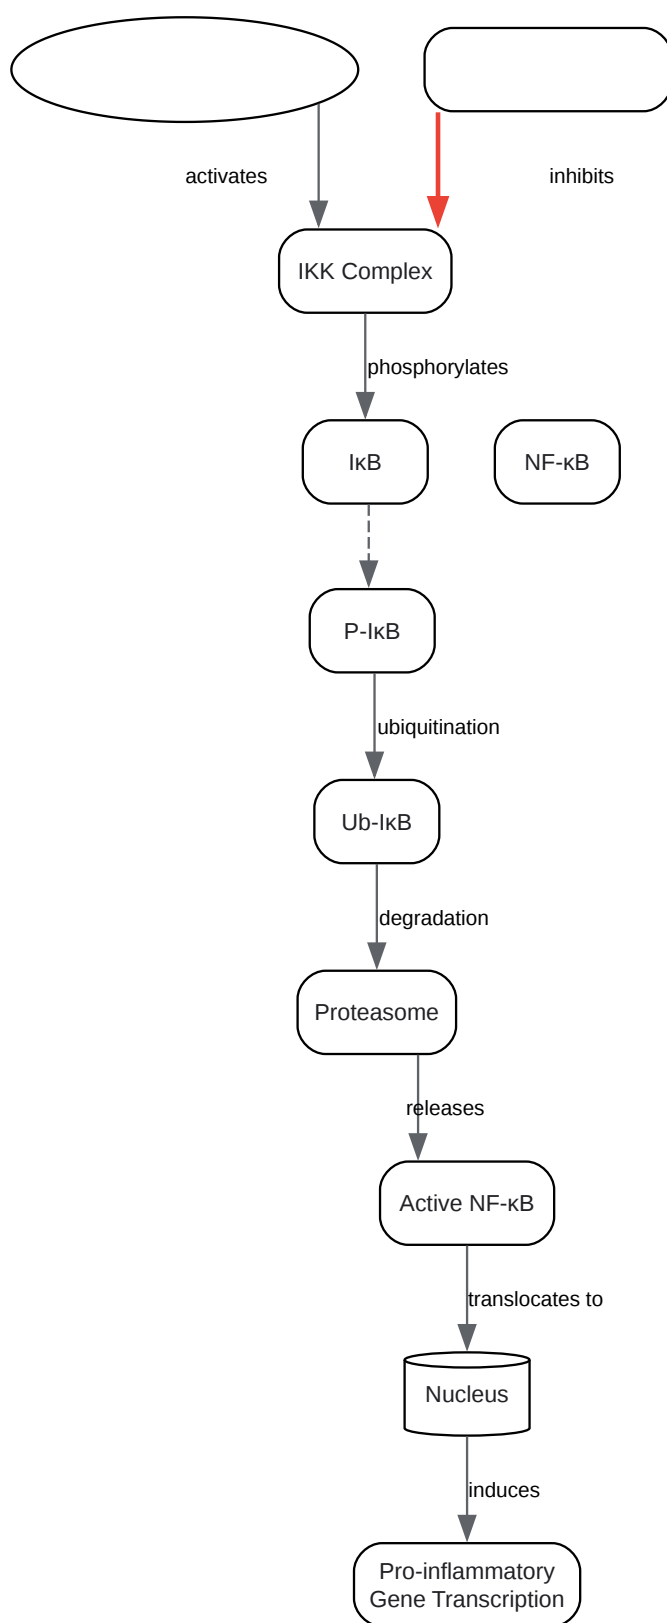 activates
inhibits
IKK Complex
phosphorylates
IκB
NF-κB
P-IκB
ubiquitination
Ub-IκB
degradation
Proteasome
releases
Active NF-κB
translocates to
Nucleus
induces
Pro-inflammatory
Gene Transcription